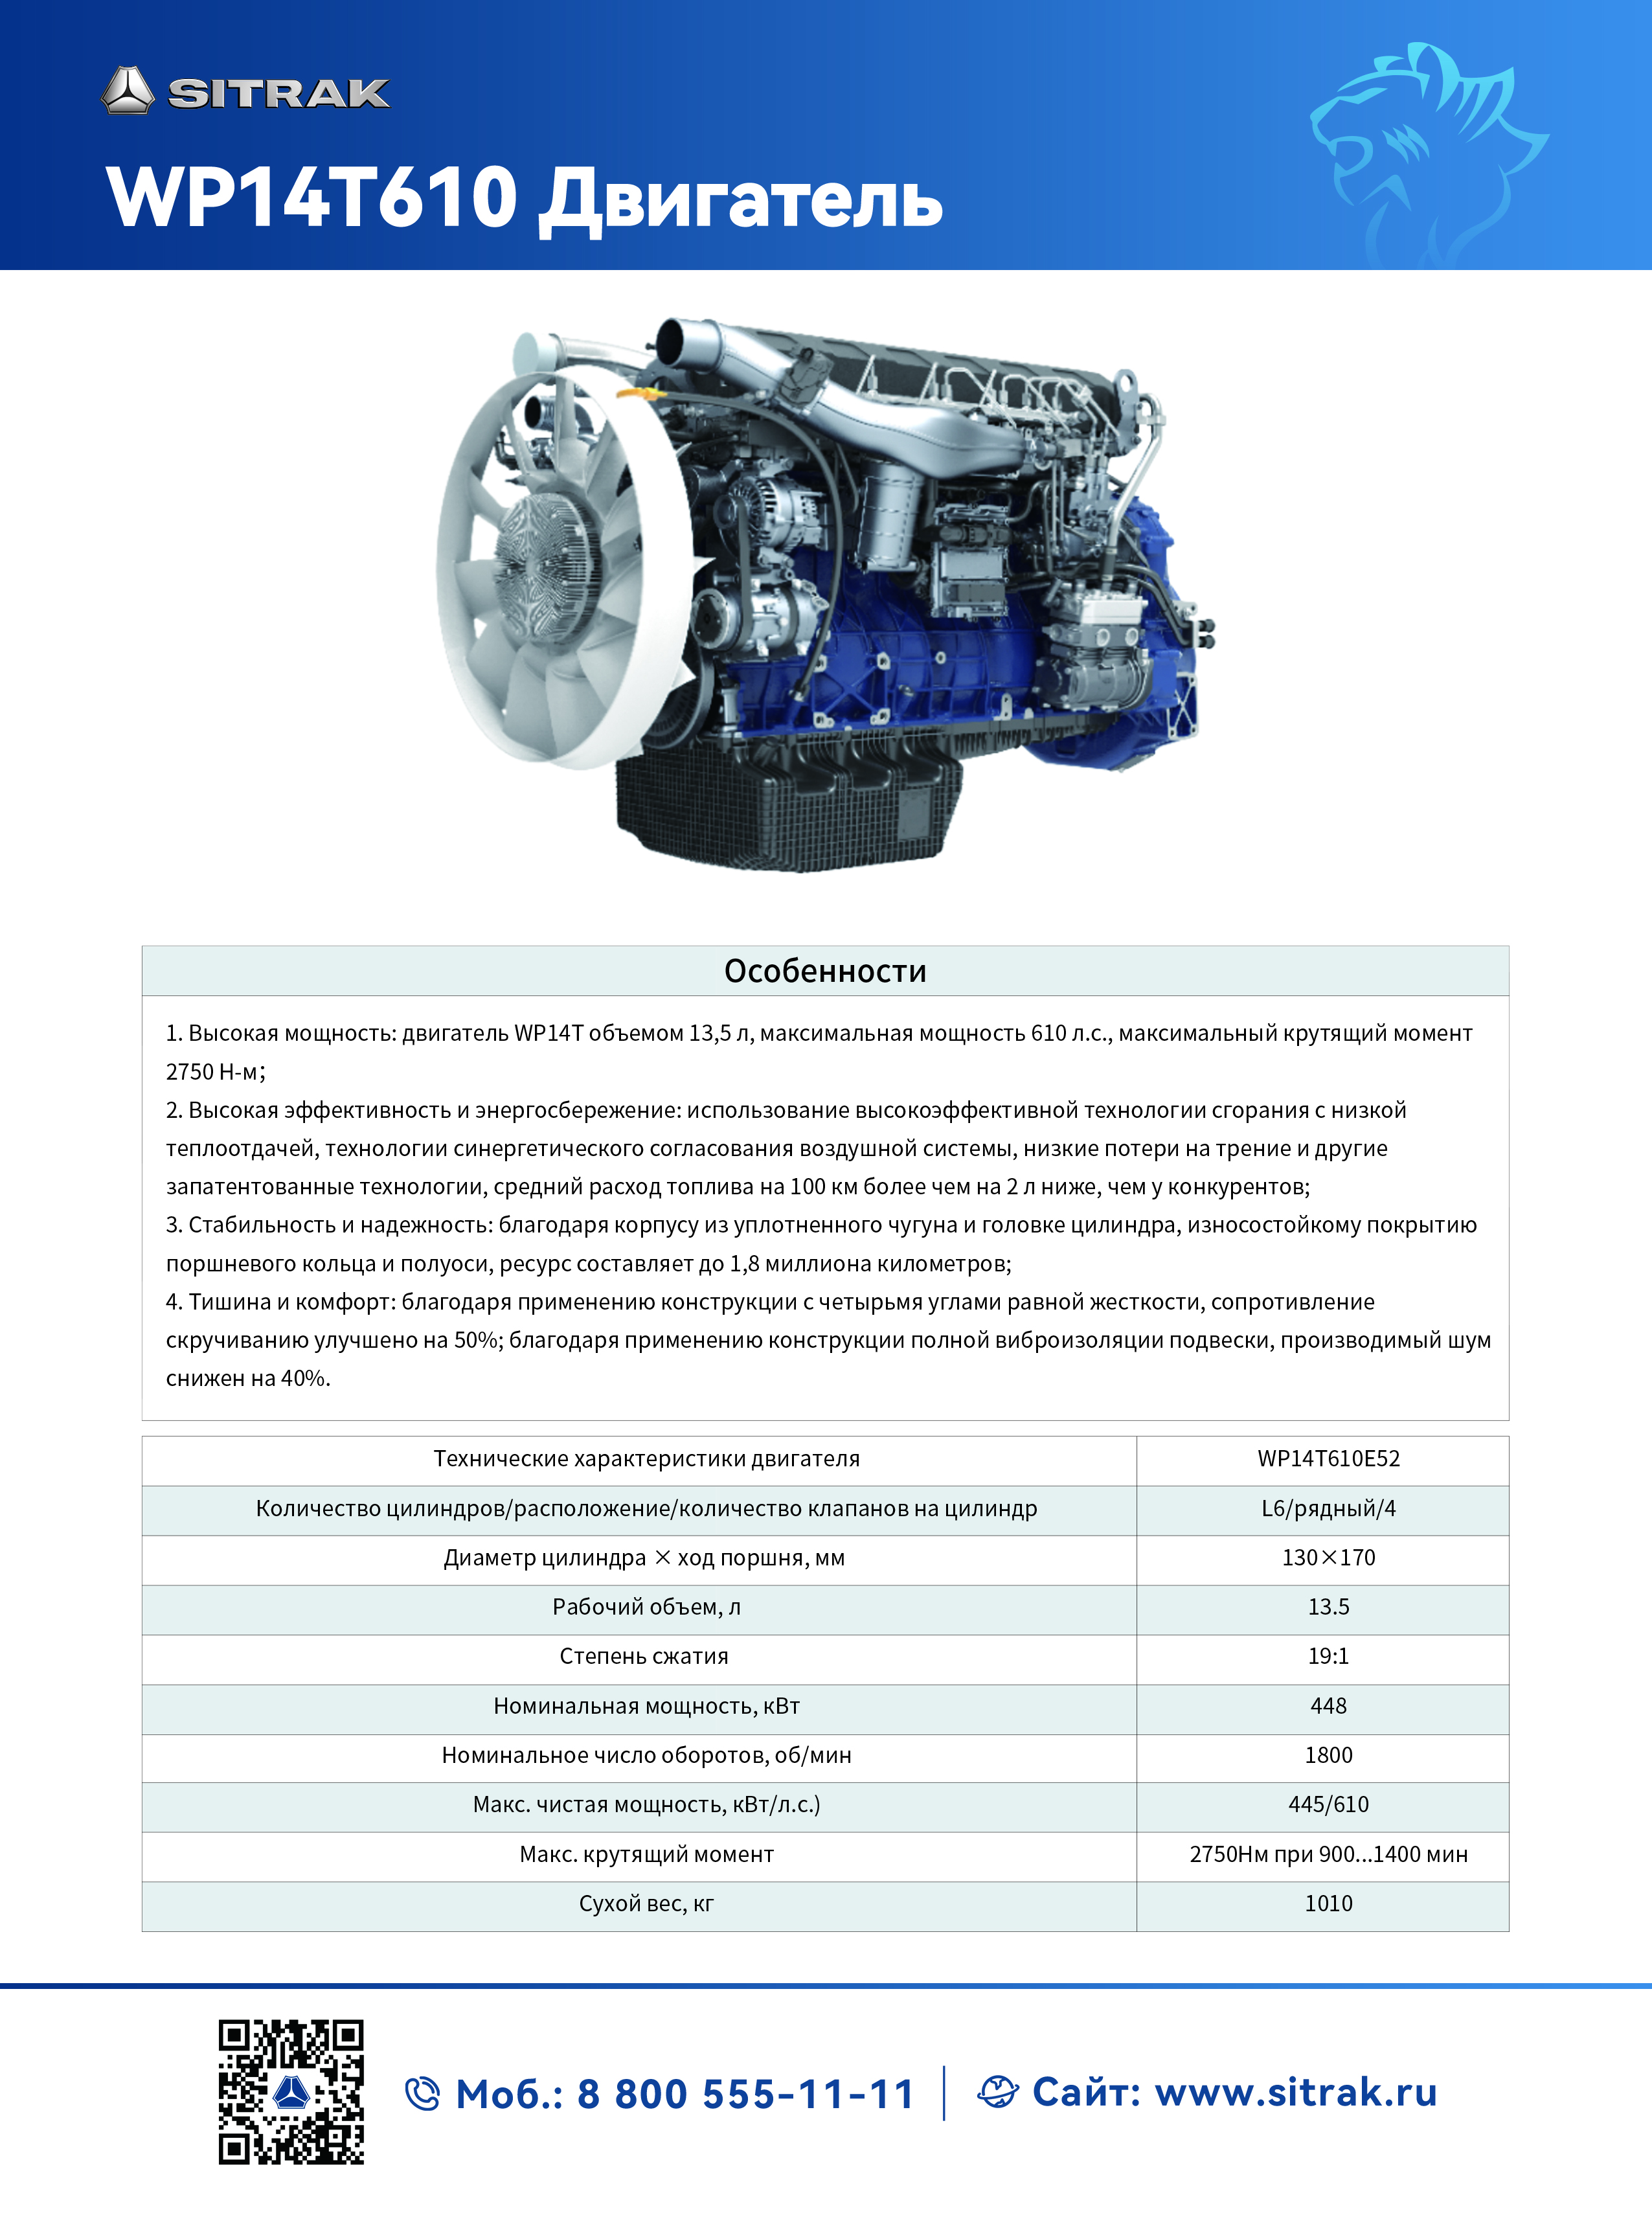 SITRAK
WP14T610 Двигатель
Особенности
1. Высокая мощность: двигатель WP14T объемом 13,5 л, максимальная мощность 610 л.с., максимальный крутящий момент
2750 Н-м;
2. Высокая эффективность и энергосбережение: использование высокоэффективной технологии сгорания с низкой
теплоотдачей, технологии синергетического согласования воздушной системы, низкие потери на трение и другие
запатентованные технологии, средний расход топлива на 100 км более чем на 2 л ниже, чем у конкурентов;
3. Стабильность и надежность: благодаря корпусу из уплотненного чугуна и головке цилиндра, износостойкому покрытию
поршневого кольца и полуоси, ресурс составляет до 1,8 миллиона километров;
4. Тишина и комфорт: благодаря применению конструкции с четырьмя углами равной жесткости, сопротивление
скручиванию улучшено на 50%; благодаря применению конструкции полной виброизоляции подвески, производимый шум
снижен на 40%.
Технические характеристики двигателя WP14T610E52
Количество цилиндров/расположение/количество клапанов на цилиндр L6/рядный/4
Диаметр цилиндра × ход поршня, мм 130×170
Рабочий объем, л 13.5
Степень сжатия 19:1
Номинальная мощность, кВт 448
Номинальное число оборотов, об/мин 1800
Макс. чистая мощность, кВт/л.с.) 445/610
Макс. крутящий момент 2750Нм при 900...1400 мин
Сухой вес, кг 1010
Моб.: 8 800 555-11-11 Сайт: www.sitrak.ru